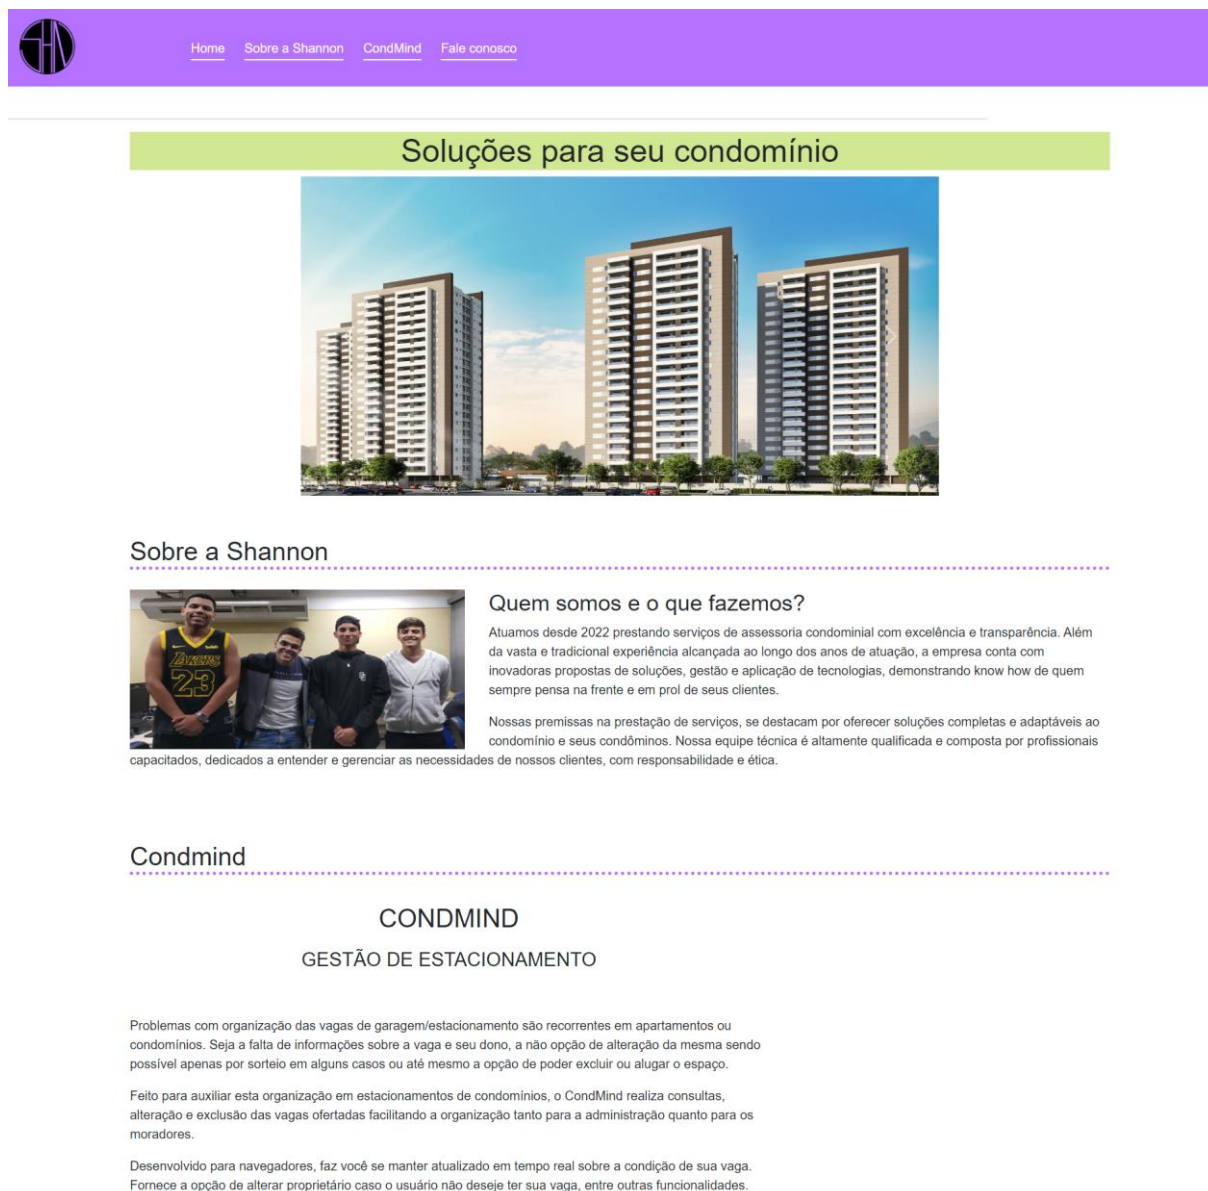 SHN
Home Sobre a Shannon CondMind Fale conosco
Soluções para seu condomínio
Sobre a Shannon
LAKERS
23
Quem somos e o que fazemos?
Atuamos desde 2022 prestando serviços de assessoria condominial com excelência e transparência. Além
da vasta e tradicional experiência alcançada ao longo dos anos de atuação, a empresa conta com
inovadoras propostas de soluções, gestão e aplicação de tecnologias, demonstrando know how de quem
sempre pensa na frente e em prol de seus clientes.
Nossas premissas na prestação de serviços, se destacam por oferecer soluções completas e adaptáveis ao
condomínio e seus condôminos. Nossa equipe técnica é altamente qualificada e composta por profissionais
capacitados, dedicados a entender e gerenciar as necessidades de nossos clientes, com responsabilidade e ética.
Condmind
CONDMIND
GESTÃO DE ESTACIONAMENTO
Problemas com organização das vagas de garagem/estacionamento são recorrentes em apartamentos ou
condomínios. Seja a falta de informações sobre a vaga e seu dono, a não opção de alteração da mesma sendo
possível apenas por sorteio em alguns casos ou até mesmo a opção de poder excluir ou alugar o espaço.
Feito para auxiliar esta organização em estacionamentos de condomínios, o CondMind realiza consultas,
alteração e exclusão das vagas ofertadas facilitando a organização tanto para a administração quanto para os
moradores.
Desenvolvido para navegadores, faz você se manter atualizado em tempo real sobre a condição de sua vaga.
Fornece a opção de alterar proprietário caso o usuário não deseje ter sua vaga, entre outras funcionalidades.